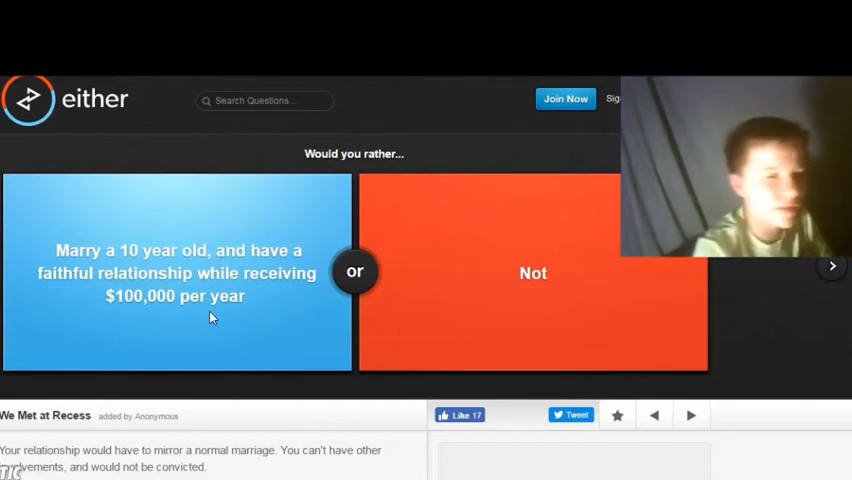 either
Search Questions...
Join Now
Would you rather...
Marry a 10 year old, and have a
faithful relationship while receiving
$100,000 per year
or
Not
We Met at Recess added by Anonymous
Like 17
Tweet
Your relationship would have to mirror a normal marriage. You can't have other
and would not be convicted.